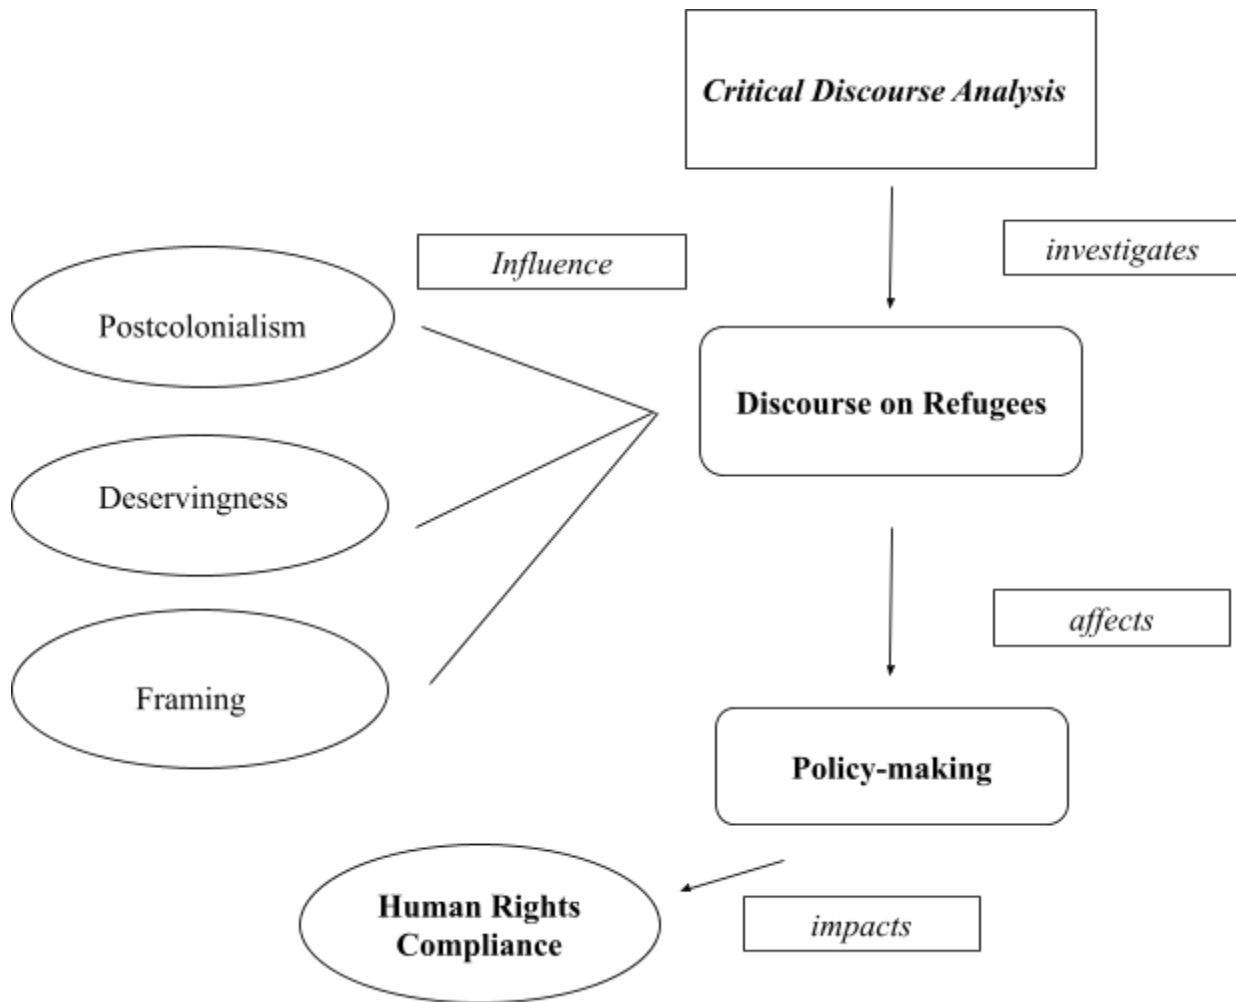 Critical Discourse Analysis
investigates
Influence
Postcolonialism
Discourse on Refugees
Deservingness
affects
Framing
Policy-making
Human Rights
Compliance
impacts